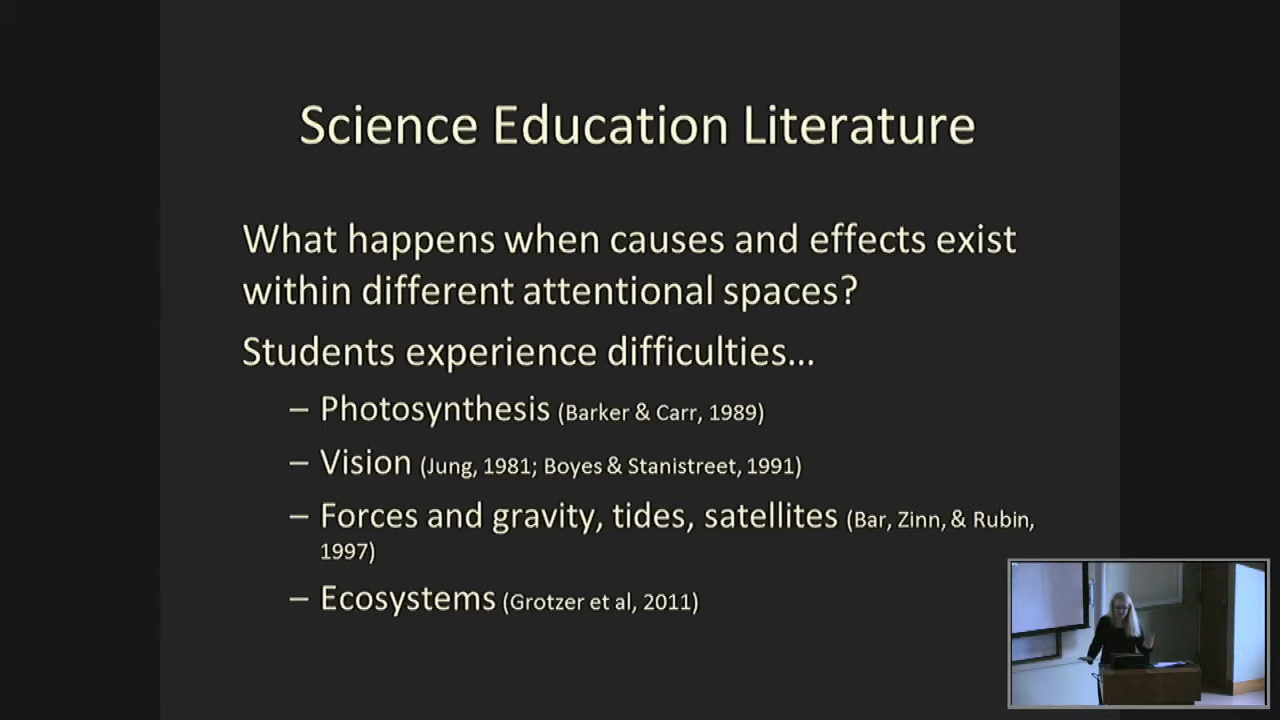 Science Education Literature
What happens when causes and effects exist
within different attentional spaces?
Students experience difficulties...
– Photosynthesis (Barker & Carr, 1989)
– Vision (Jung, 1981; Boyes & Stanistreet, 1991)
– Forces and gravity, tides, satellites (Bar, Zinn, & Rubin,
1997)
– Ecosystems (Grotzer et al, 2011)